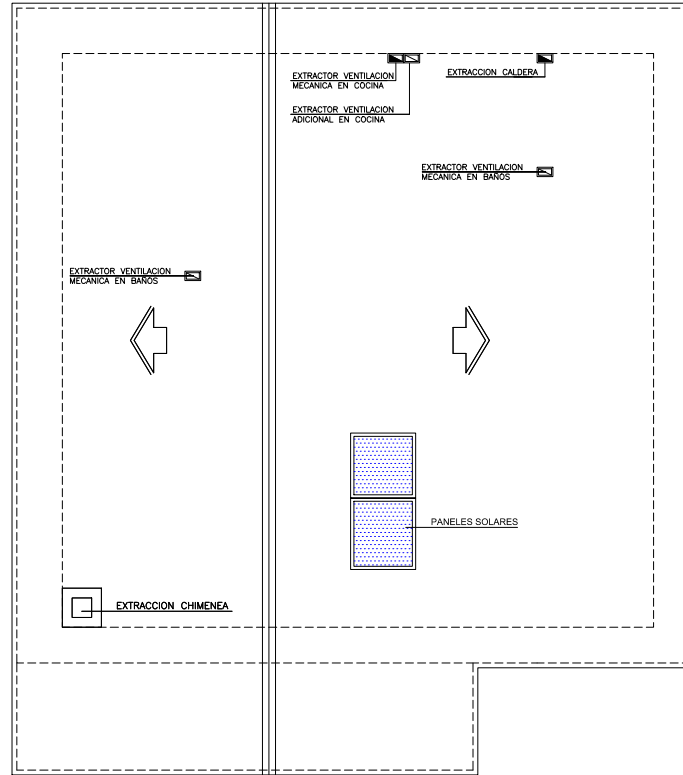 EXTRACTOR VENTILACION
MECANICA EN COCINA
EXTRACCION CALDERA
EXTRACTOR VENTILACION
ADICIONAL EN COCINA
EXTRACTOR VENTILACION
MECANICA EN BAÑOS
EXTRACTOR VENTILACION
MECANICA EN BAÑOS
PANELES SOLARES
EXTRACCION CHIMENEA